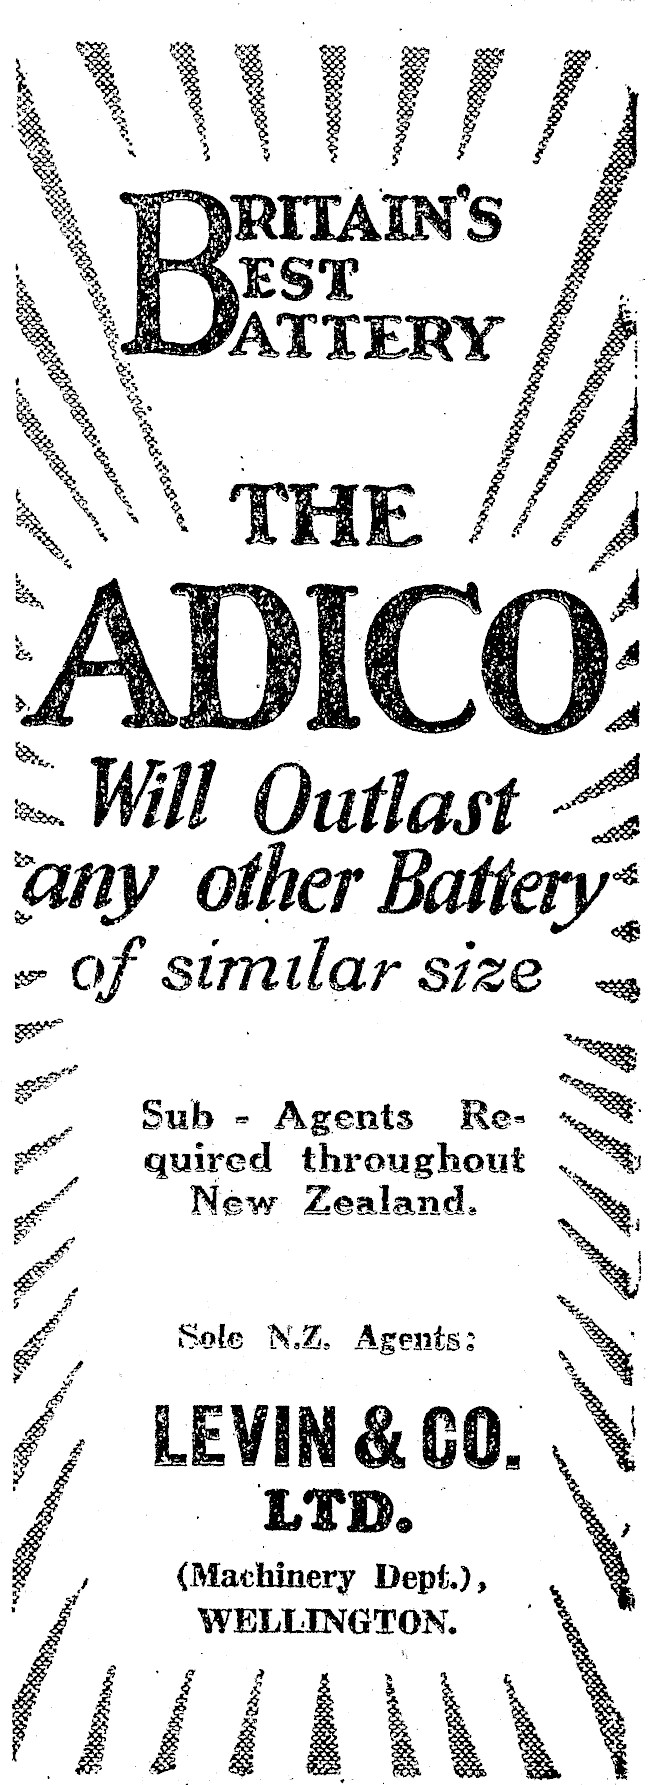 BRITAIN'S
BEST
BATTERY
THE
ADICO
Will Outlast
any other Battery
of similar size
Sub - Agents Re-
quired throughout
New Zealand.
Sole N.Z. Agents:
LEVIN & CO.
LTD.
(Machinery Dept.),
WELLINGTON.